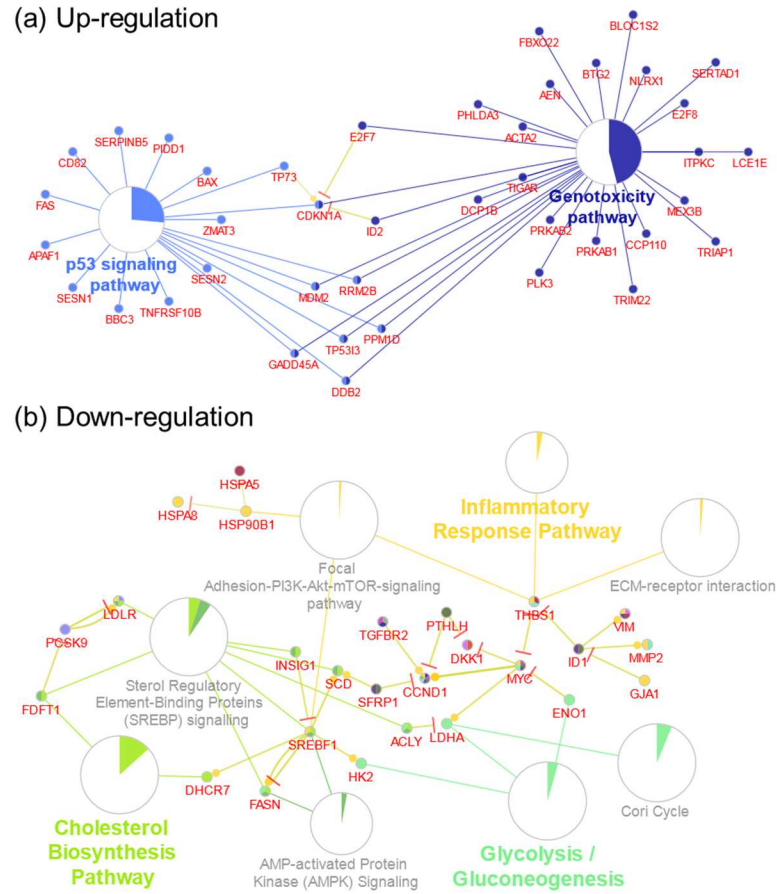 (a) Up-regulation
BLOC1S2
FBXO22
BTG2
NLRX1
SERTAD1
AEN
PHLDA3
E2F8
E2F7
ACTA2
SERPINB5
PIDD1
CD82
BAX
TP73
ITPKC
LCE1E
TIGAR
Genotoxicity
pathway
FAS
CDKN1A
ID2
DCP1B
MEX3B
ZMAT3
PRKAB2
CCP110
TRIAP1
APAF1
p53 signaling
pathway
PRKAB1
SESN2
PLK3
SESN1
MDM2
RRM2B
TRIM22
BBC3
TNFRSF10B
TP53I3
PPM1D
GADD45A
DDB2
(b) Down-regulation
HSPA5
HSPA8
HSP90B1
Inflammatory
Response Pathway
Focal
Adhesion-PI3K-Akt-mTOR-signaling
pathway
ECM-receptor interaction
LDLR
THBS1
PTHLH
TGFBR2
VIM
PCSK9
DKK1
ID1
MMP2
INSIG1
SCD
MYC
GJA1
Sterol Regulatory
Element-Binding Proteins
(SREBP) signalling
SFRP1
CCND1
FDFT1
ENO1
SREBF1
ACLY
LDHA
HK2
DHCR7
FASN
Cori Cycle
Cholesterol
Biosynthesis
Pathway
AMP-activated Protein
Kinase (AMPK) Signaling
Glycolysis /
Gluconeogenesis